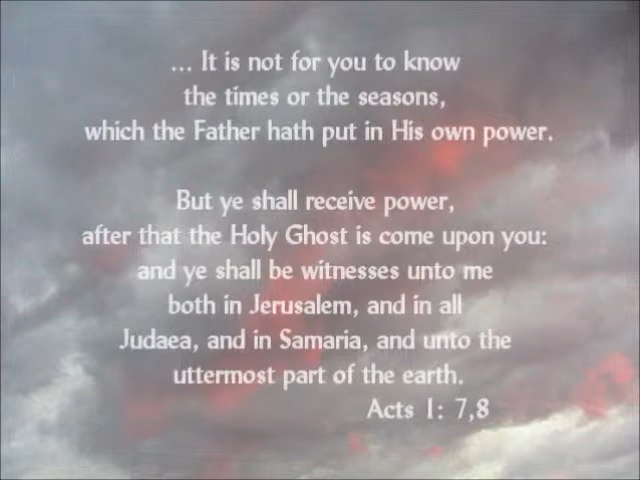 ... It is not for you to know
the times or the seasons,
which the Father hath put in His own power.
But ye shall receive power,
after that the Holy Ghost is come upon you:
and ye shall be witnesses unto me
both in Jerusalem, and in all
Judaea, and in Samaria, and unto the
uttermost part of the earth.
Acts 1: 7,8